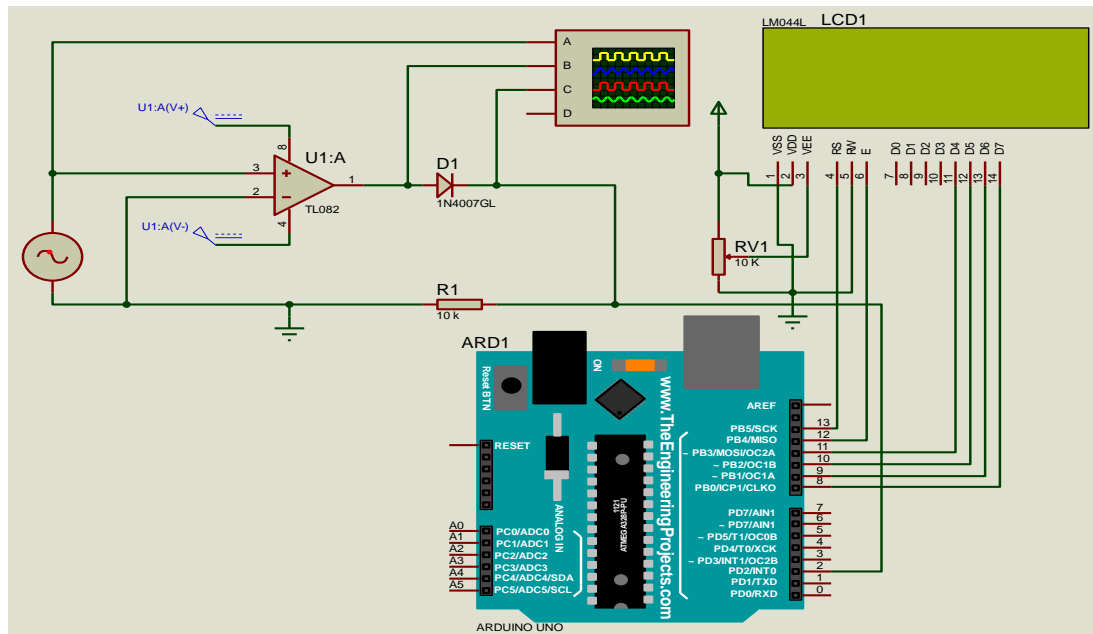 LM044L LCD1
A
B
C
D
U1:A(V+)
8
U1:A
3
2
1
TL082
4
U1:A(V-)
D1
1N4007GL
VSS
VDD
VEE
RS
RW
E
D0
D1
D2
D3
D4
D5
D6
D7
1
2
3
4
5
6
7
8
9
10
11
12
13
14
RV1
10 K
R1
10 k
ARD1
Reset BTN
ON
www.TheEngineeringProjects.com
RESET
ANALOG IN
1121
ATMEGA328P-PU
AREF
PB5/SCK 13
PB4/MISO 12
~ PB3/MOSI/OC2A 11
~ PB2/OC1B 10
~ PB1/OC1A 9
PB0/ICP1/CLKO 8
PD7/AIN1 7
~ PD7/AIN1 6
~ PD5/T1/OC0B 5
PD4/T0/XCK 4
~ PD3/INT1/OC2B 3
PD2/INT0 2
PD1/TXD 1
PD0/RXD 0
A0 PC0/ADC0
A1 PC1/ADC1
A2 PC2/ADC2
A3 PC3/ADC3
A4 PC4/ADC4/SDA
A5 PC5/ADC5/SCL
ARDUINO UNO